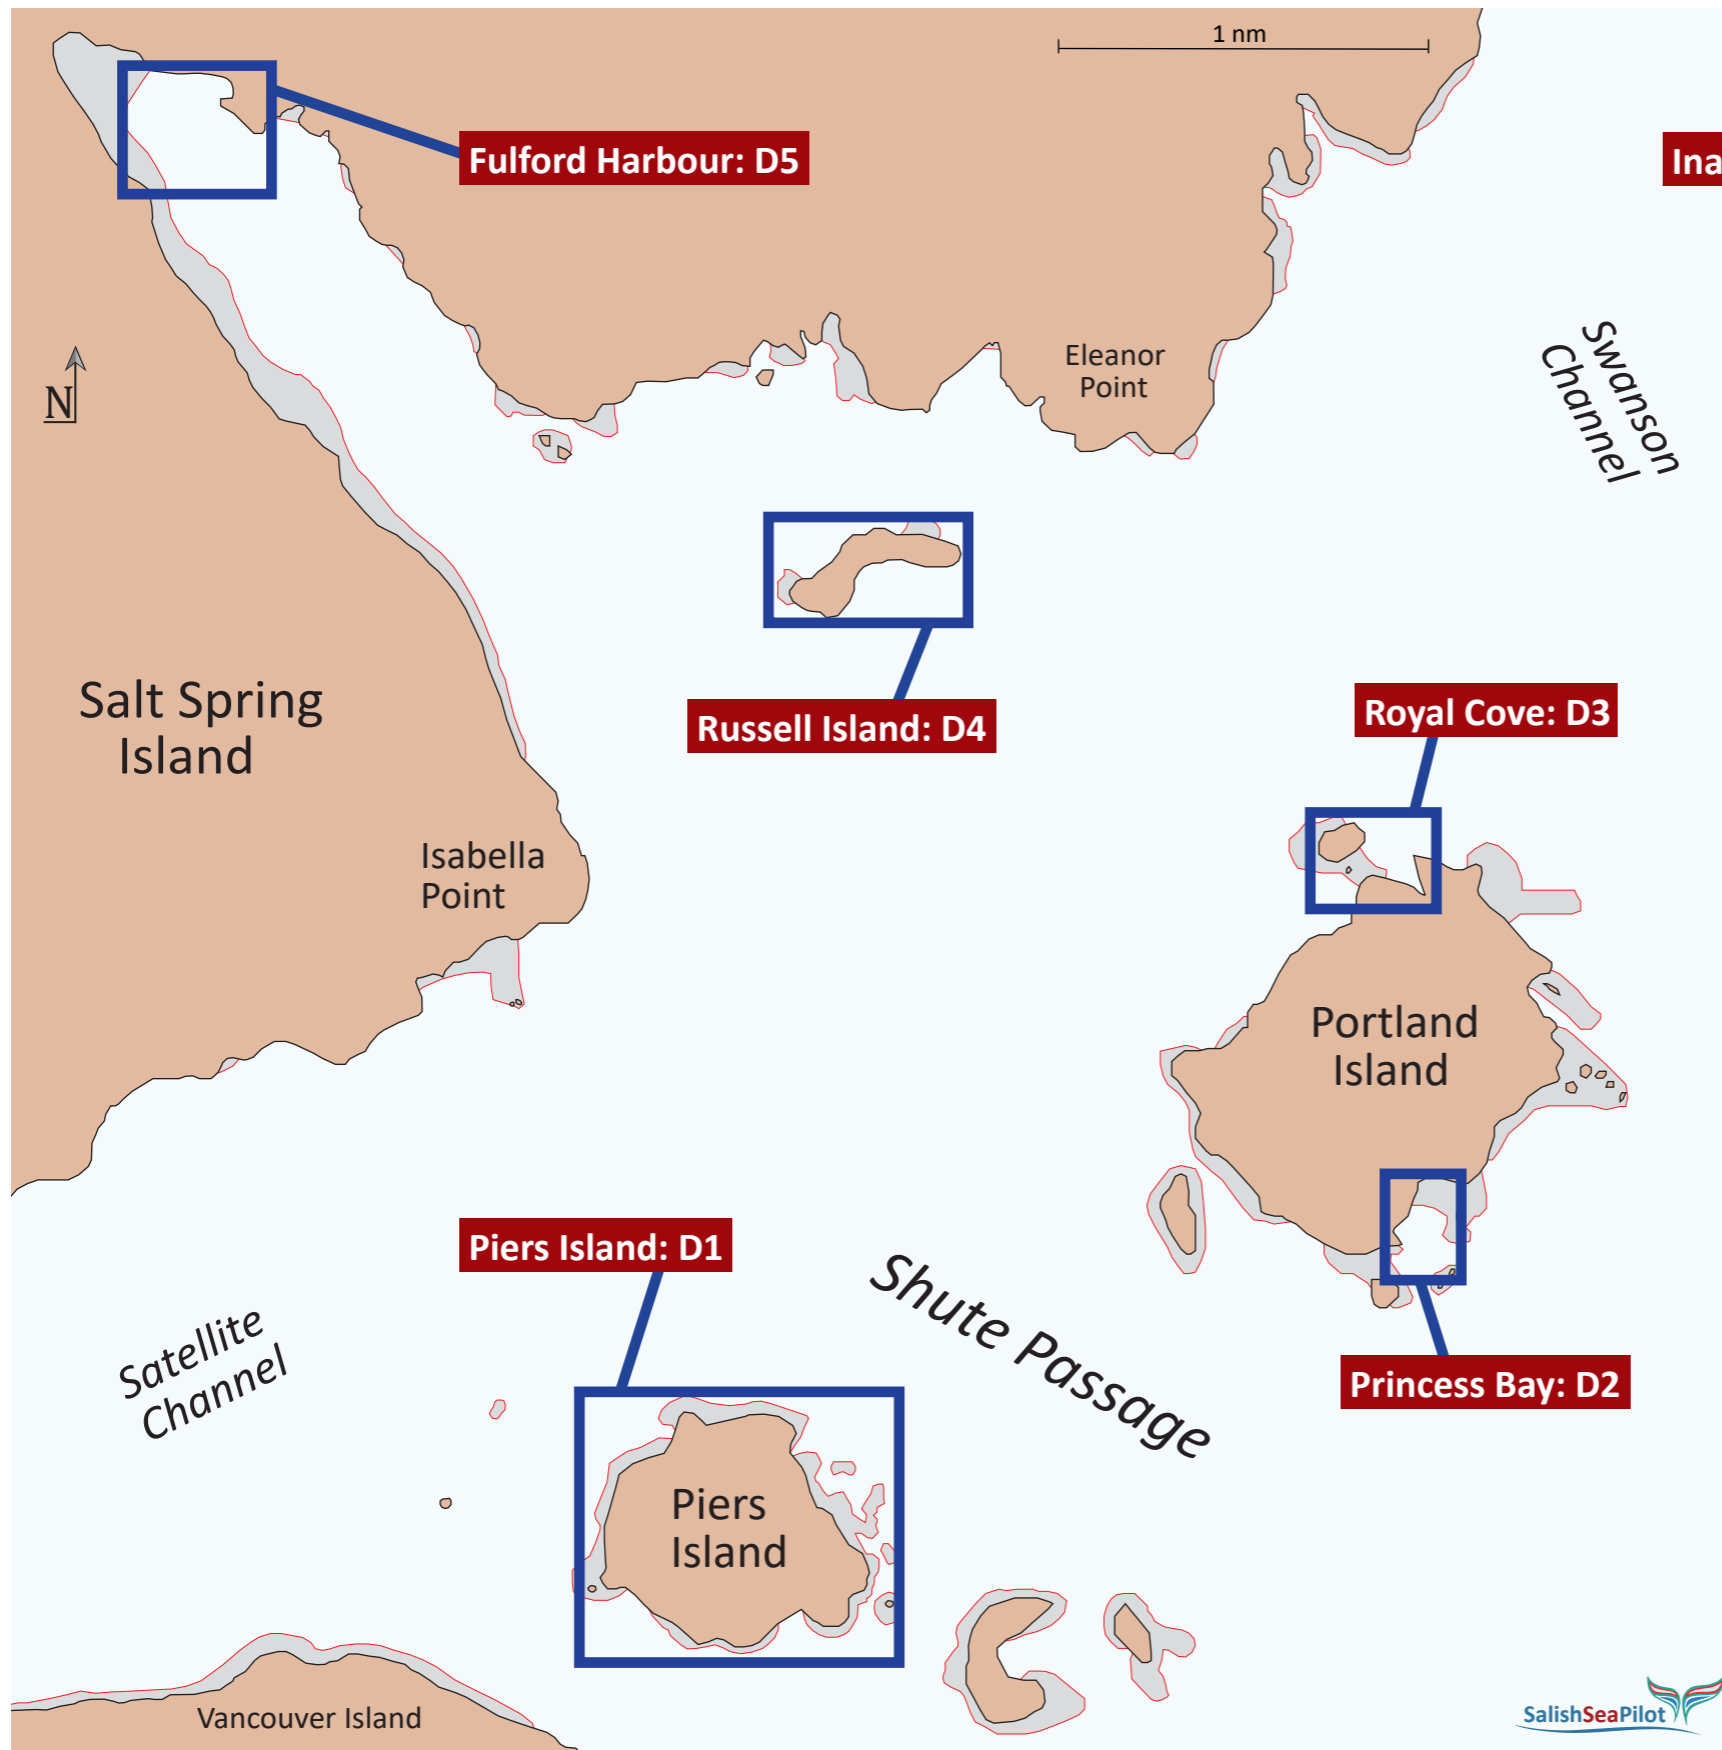 1 nm
Fulford Harbour: D5
Ina
Swanson
Channel
Eleanor
Point
N
Salt Spring
Island
Russell Island: D4
Royal Cove: D3
Isabella
Point
Portland
Island
Piers Island: D1
Shute Passage
Satellite
Channel
Princess Bay: D2
Piers
Island
Vancouver Island
SalishSeaPilot